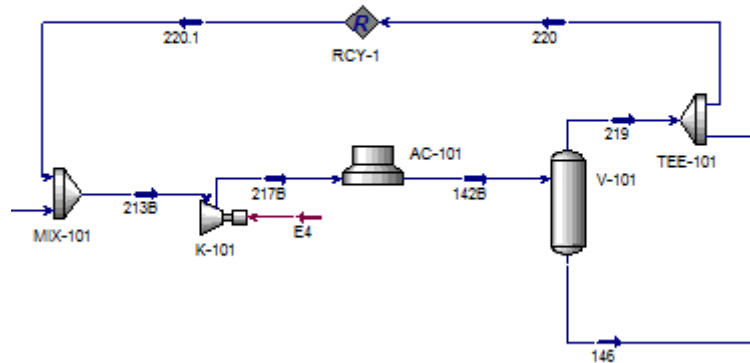 220.1
R
220
RCY-1
219
TEE-101
AC-101
V-101
213B
217B
142B
MIX-101
K-101
E4
146